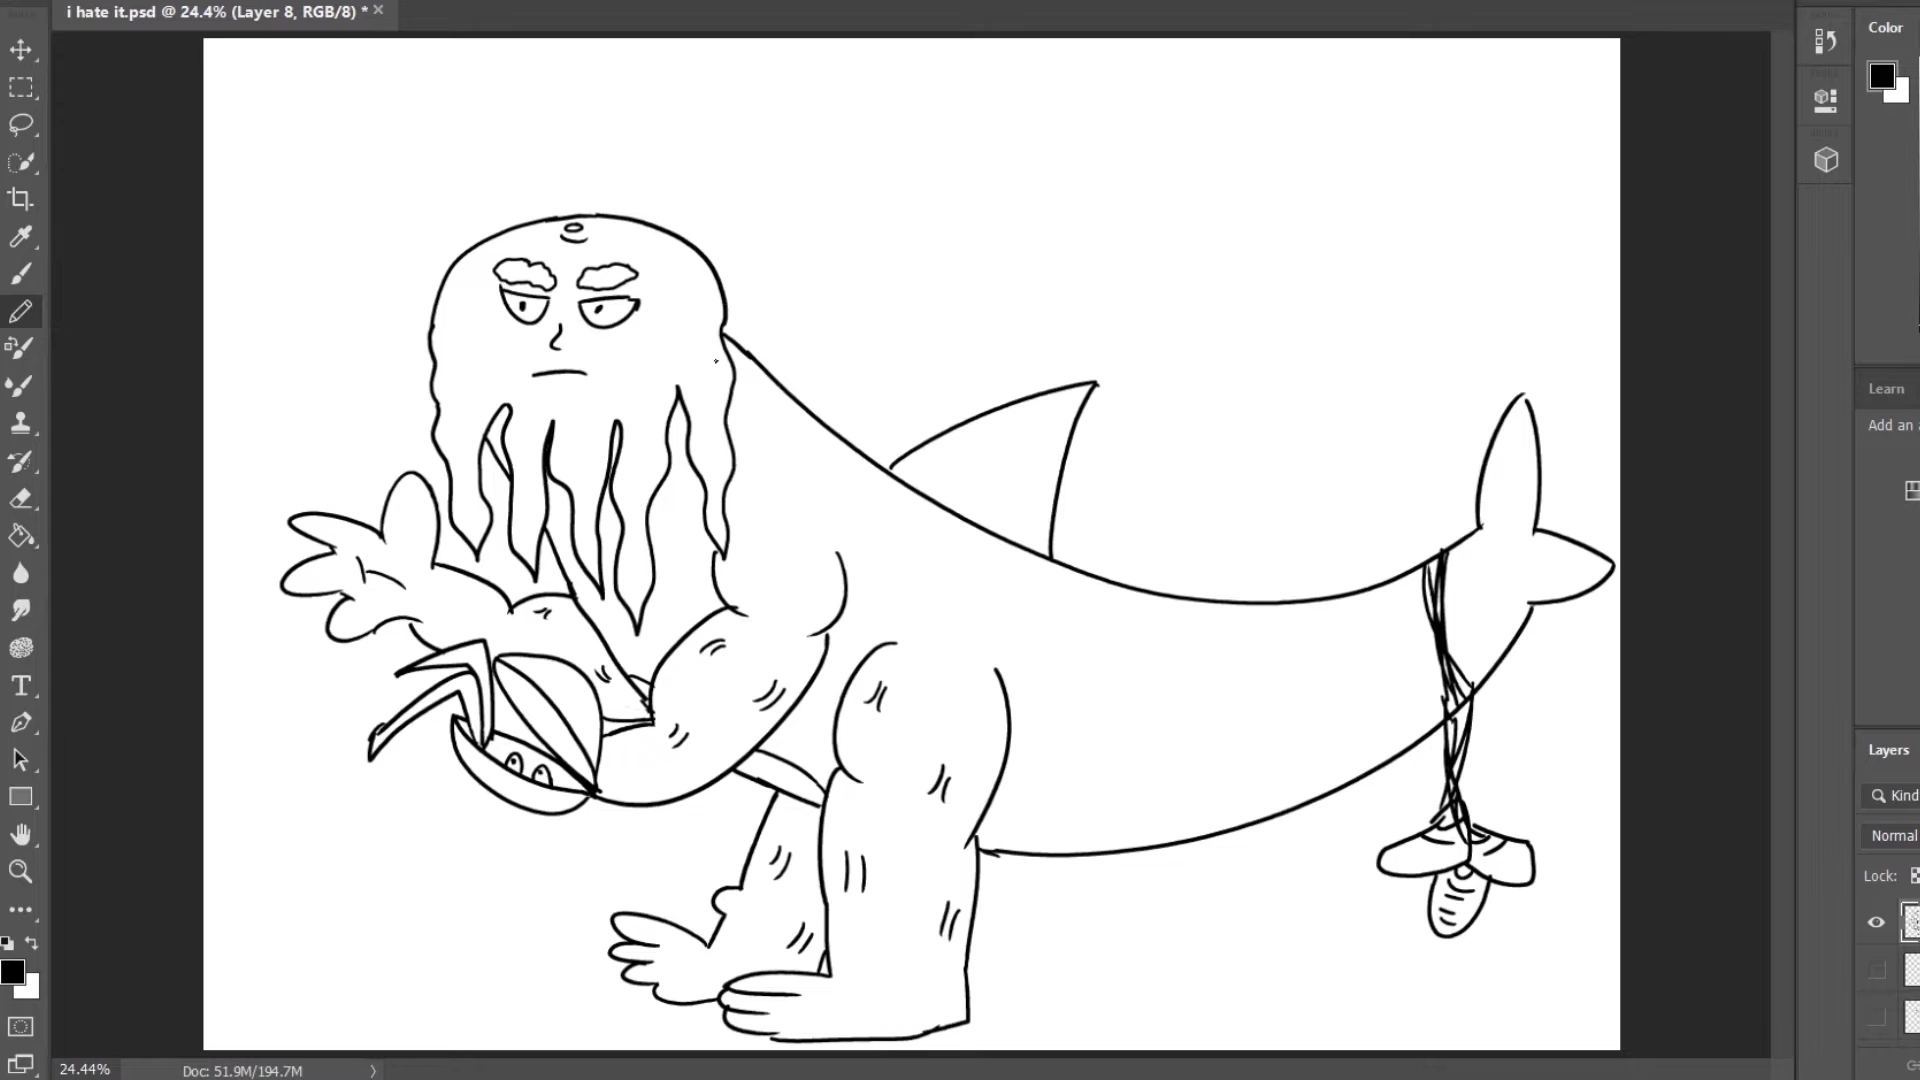 i hate it.psd @ 24.4% (Layer 8, RGB/8) *
Color
Learn
Add an
Layers
Kind
Normal
Lock:
24.44%
Doc: 51.9M/194.7M